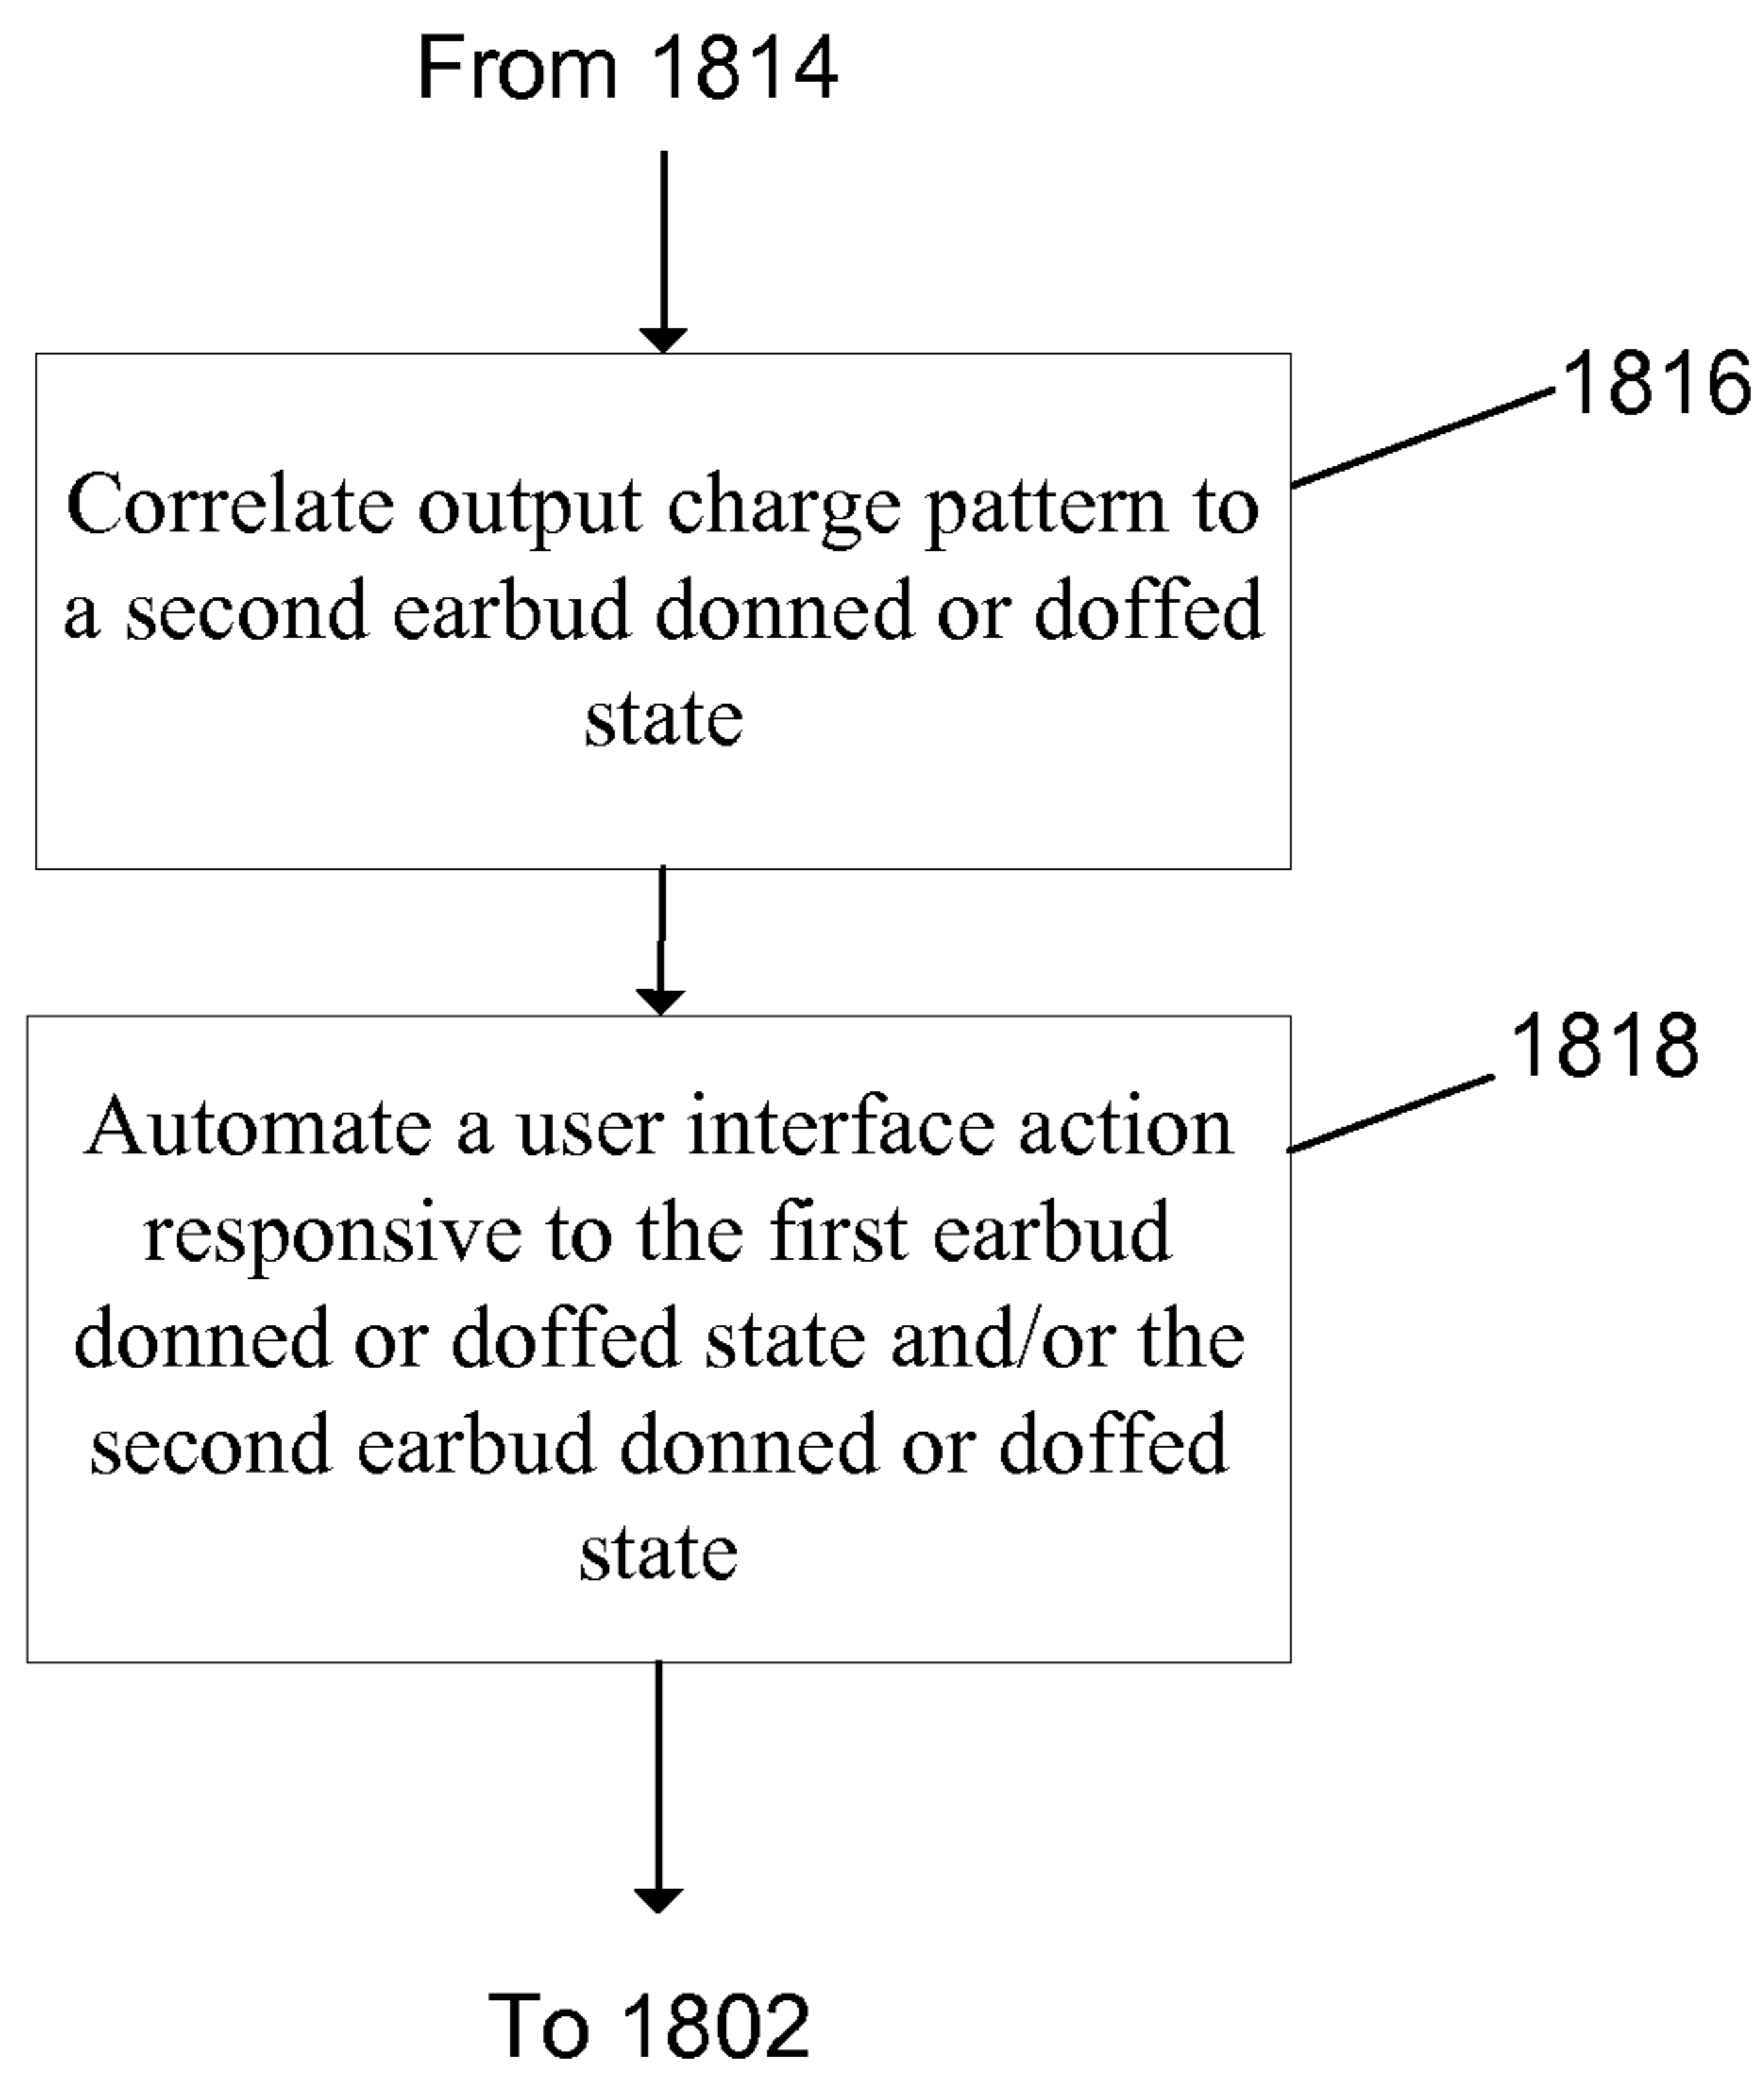 From 1814
1816
Correlate output charge pattern to
a second earbud donned or doffed
state
1818
Automate a user interface action
responsive to the first earbud
donned or doffed state and/or the
second earbud donned or doffed
state
To 1802